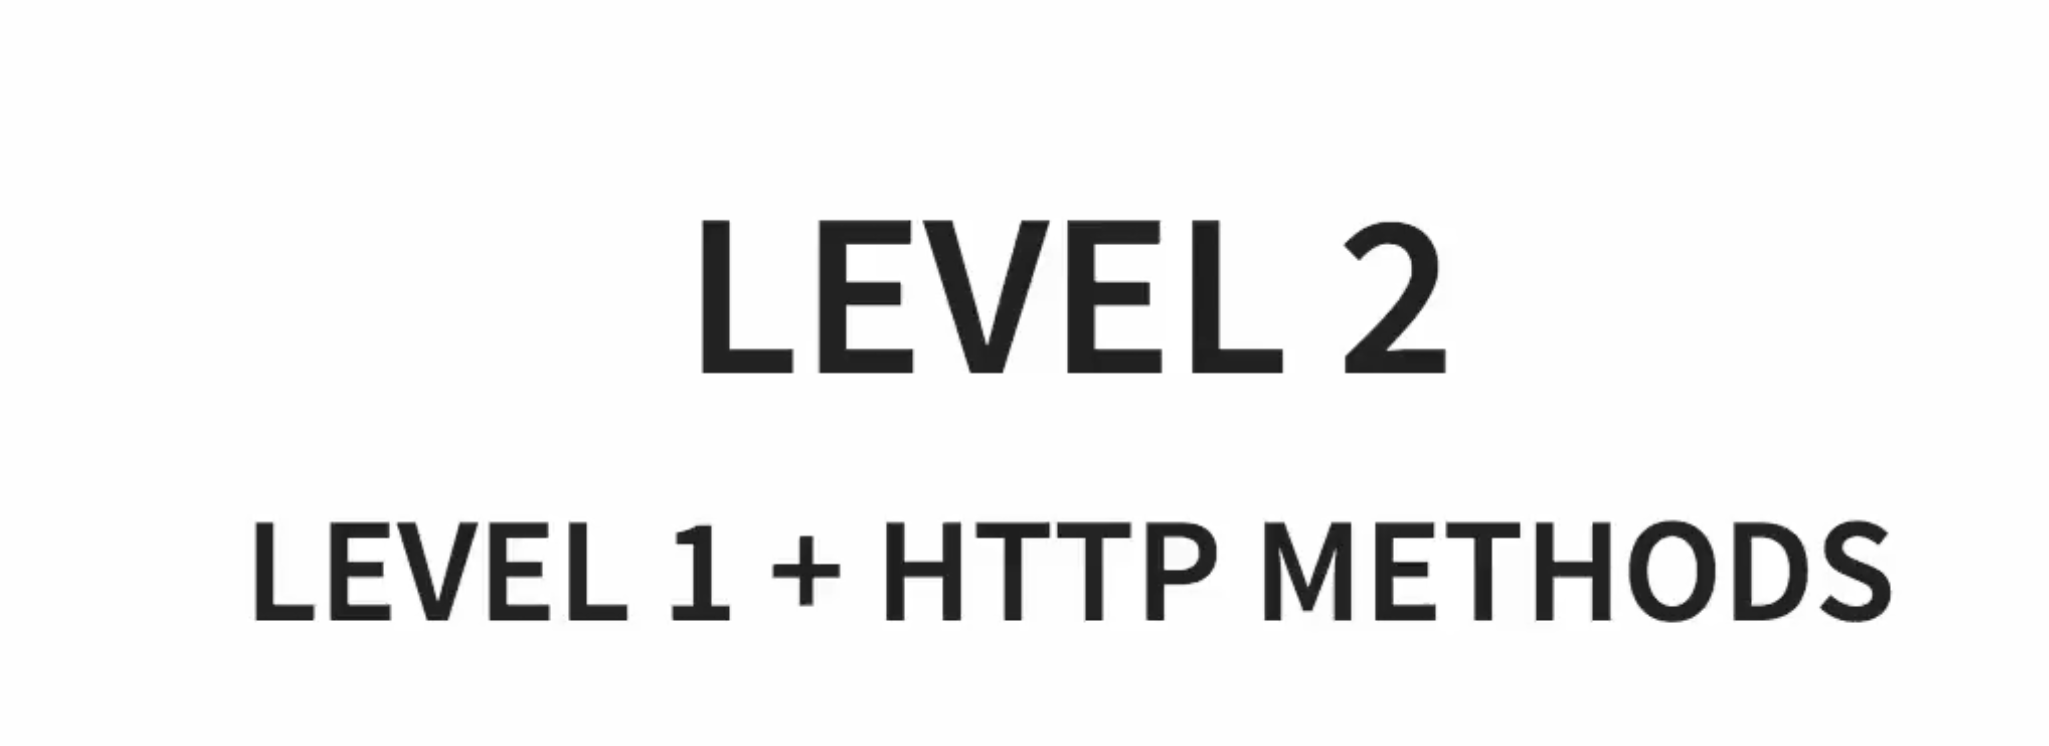 LEVEL 2
LEVEL 1 + HTTP METHODS